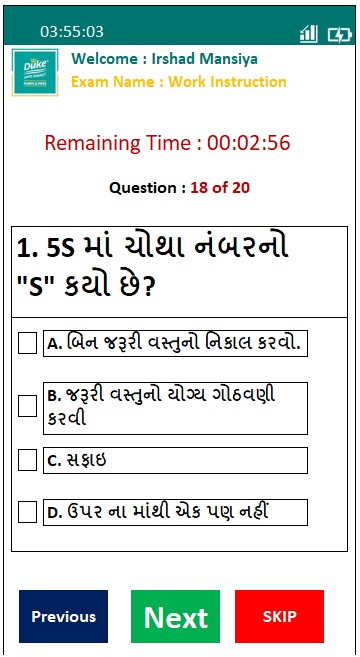 03:55:03
Duke
Welcome : Irshad Mansiya
Exam Name : Work Instruction
Remaining Time : 00:02:56
Question : 18 of 20
1. 5S માં ચોથા નંબરનો
"S" કયો છે?
A. બિન જરૂરી વસ્તુનો નિકાલ કરવો.
B. જરૂરી વસ્તુનો યોગ્ય ગોઠવણી
કરવી
C. સફાઇ
D. ઉપર ના માંથી એક પણ નહીં
Previous
Next
SKIP